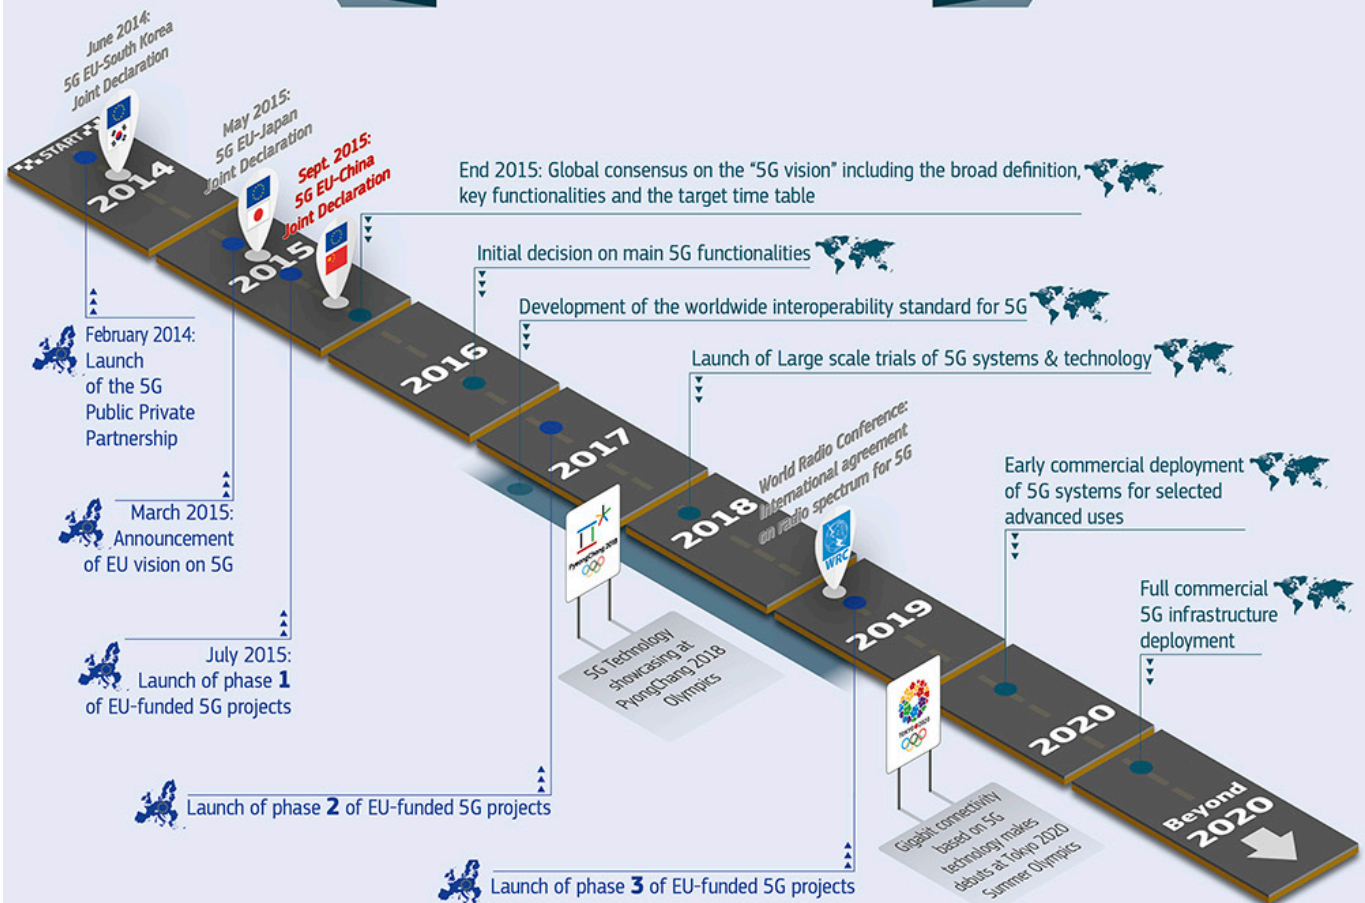 June 2014:
5G EU-South Korea
Joint Declaration
May 2015:
5G EU-Japan
Joint Declaration
Sept. 2015:
5G EU-China
Joint Declaration
START
2014
2015
2016
2017
2018
2019
2020
Beyond
2020
End 2015: Global consensus on the “5G vision” including the broad definition,
key functionalities and the target time table
Initial decision on main 5G functionalities
Development of the worldwide interoperability standard for 5G
Launch of Large scale trials of 5G systems & technology
World Radio Conference:
international agreement
on radio spectrum for 5G
WRC
Early commercial deployment
of 5G systems for selected
advanced uses
Full commercial
5G infrastructure
deployment
February 2014:
Launch
of the 5G
Public Private
Partnership
March 2015:
Announcement
of EU vision on 5G
July 2015:
Launch of phase 1
of EU-funded 5G projects
Launch of phase 2 of EU-funded 5G projects
Launch of phase 3 of EU-funded 5G projects
PyeongChang 2018
5G Technology
showcasing at
PyongChang 2018
Olympics
TOKYO 2020
Gigabit connectivity
based on 5G
technology makes
debuts at Tokyo 2020
Summer Olympics